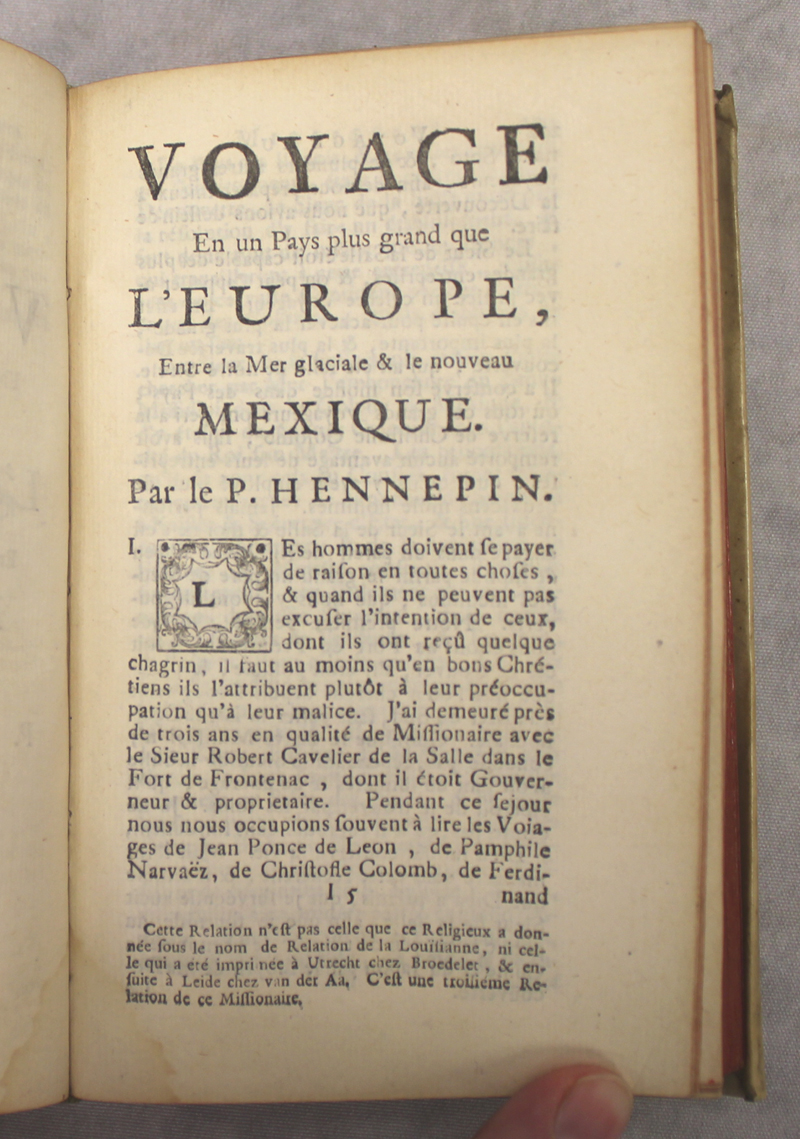 VOYAGE
En un Pays plus grand que
L'EUROPE,
Entre la Mer glaciale & le nouveau
MEXIQUE.
Par le P. HENNEPIN.
I. LEs hommes doivent ſe payer
de raiſon en toutes choſes ,
& quand ils ne peuvent pas
excuſer l'intention de ceux,
dont ils ont reçû quelque
chagrin, il faut au moins qu'en bons Chré-
tiens ils l'attribuent plutôt à leur préoccu-
pation qu'à leur malice. J'ai demeuré près
de trois ans en qualité de Miſſionaire avec
le Sieur Robert Cavelier de la Salle dans le
Fort de Frontenac , dont il étoit Gouver-
neur & proprietaire. Pendant ce ſejour
nous nous occupions ſouvent à lire les Voia-
ges de Jean Ponce de Leon , de Pamphile
Narvaëz, de Chriſtofle Colomb, de Ferdi-
I 5 nand
Cette Relation n'eſt pas celle que ce Religieux a don-
née ſous le nom de Relation de la Louïſianne, ni cel-
le qui a été imprimée à Utrecht chez Broedelet , & en-
ſuite à Leide chez van der Aa, C'eſt une troiſiéme Re-
lation de ce Miſſionaire,